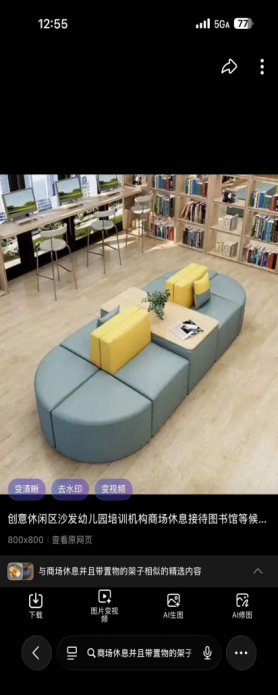 12:55
5GA 77
变清晰 去水印 变视频
创意休闲区沙发幼儿园培训机构商场休息接待图书馆等候...
800x800 查看原网页
与商场休息并且带置物的架子相似的精选内容
下载 图片变视频 AI生图 AI修图
商场休息并且带置物的架子